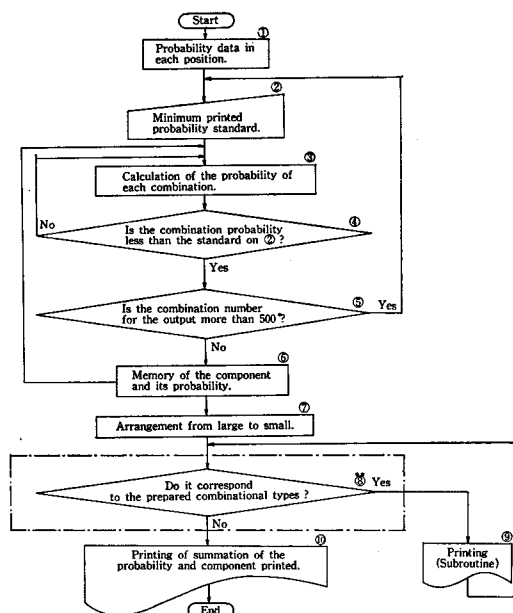 Start
①
Probability data in
each position.
②
Minimum printed
probability standard.
③
Calculation of the probability of
each combination.
④
No
Is the combination probability
less than the standard on ② ?
Yes
⑤
Is the combination number
for the output more than 500*?
Yes
No
⑥
Memory of the component
and its probability.
⑦
Arrangement from large to small.
⑧
Do it correspond
to the prepared combinational types ?
Yes
No
⑨
Printing
(Subroutine)
⑩
Printing of summation of the
probability and component printed.
End